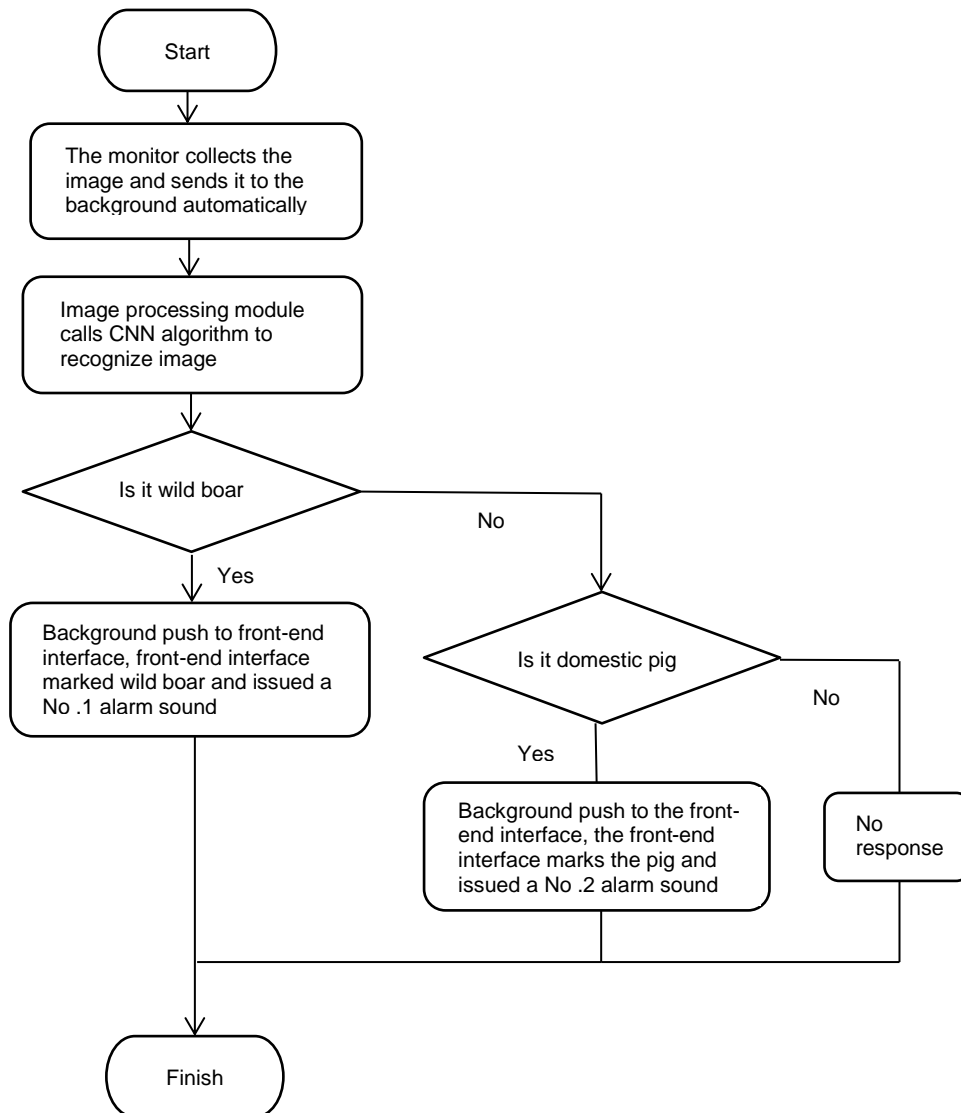 Start
The monitor collects the
image and sends it to the
background automatically
Image processing module
calls CNN algorithm to
recognize image
Is it wild boar
No
Yes
Background push to front-end
interface, front-end interface
marked wild boar and issued a
No .1 alarm sound
Is it domestic pig
No
Yes
Background push to the front-
end interface, the front-end
interface marks the pig and
issued a No .2 alarm sound
No
response
Finish